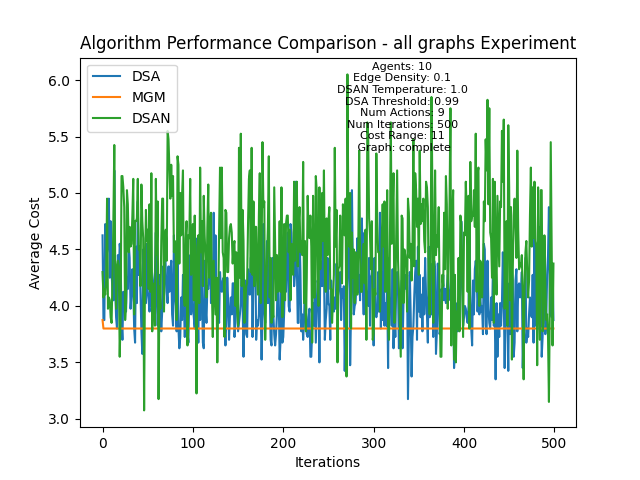 Algorithm Performance Comparison - all graphs Experiment
DSA
MGM
DSAN
Agents: 10
Edge Density: 0.1
DSAN Temperature: 1.0
DSA Threshold: 0.99
Num Actions: 9
Num Iterations: 500
Cost Range: 11
Graph: complete
6.0
5.5
5.0
4.5
4.0
3.5
3.0
Average Cost
0 100 200 300 400 500
Iterations